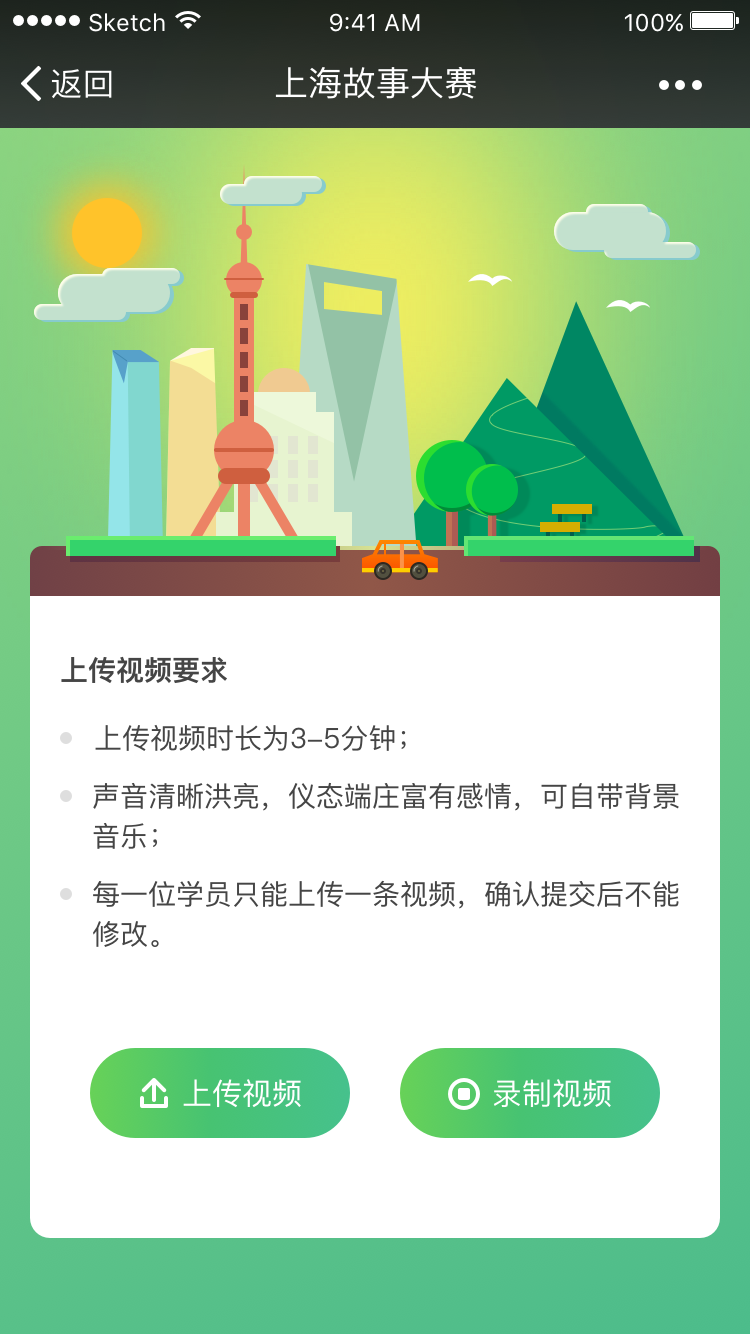 Sketch 9:41 AM 100%
返回 上海故事大赛
上传视频要求
上传视频时长为3–5分钟；
声音清晰洪亮，仪态端庄富有感情，可自带背景
音乐；
每一位学员只能上传一条视频，确认提交后不能
修改。
上传视频 录制视频